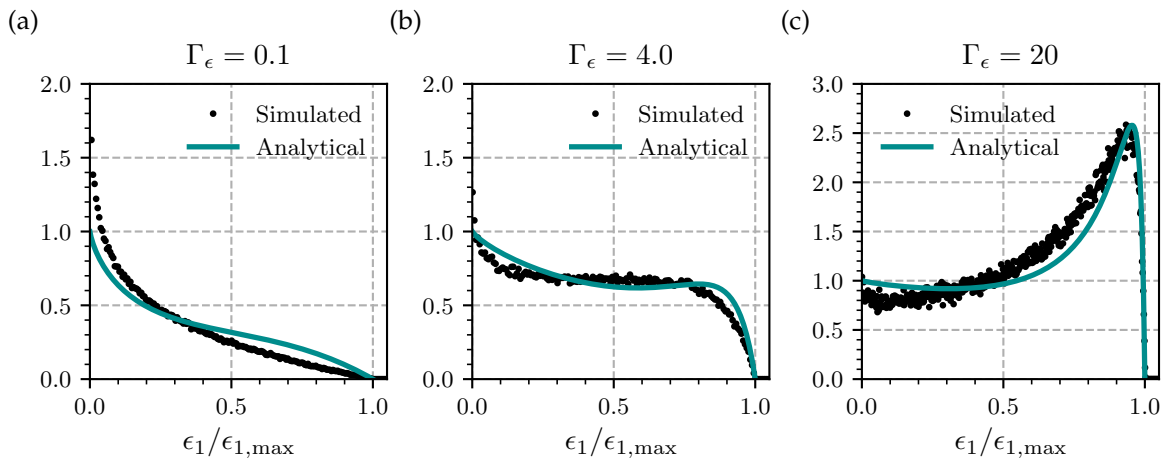 (a)
Γ_ϵ = 0.1
2.0
1.5
1.0
0.5
0.0
Simulated
Analytical
0.0 0.5 1.0
ϵ₁/ϵ₁,max
(b)
Γ_ϵ = 4.0
2.0
1.5
1.0
0.5
0.0
Simulated
Analytical
0.0 0.5 1.0
ϵ₁/ϵ₁,max
(c)
Γ_ϵ = 20
3.0
2.5
2.0
1.5
1.0
0.5
0.0
Simulated
Analytical
0.0 0.5 1.0
ϵ₁/ϵ₁,max